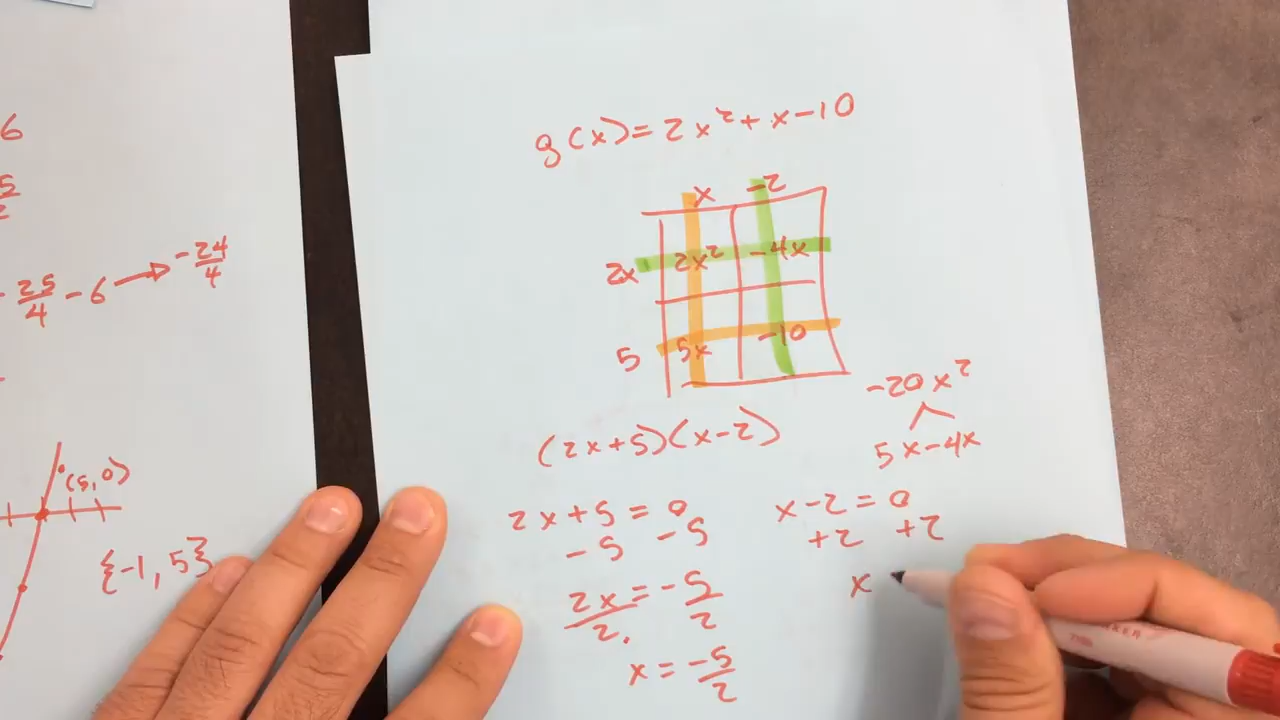 6
5/2
25/4 - 6 → -24/4
(5, 0)
{-1, 5}
g(x) = 2x² + x - 10
x -2
2x 2x² -4x
5 5x -10
-20x²
5x -4x
(2x+5)(x-2)
2x+5 = 0
-5 -5
2x/2 = -5/2
x = -5/2
x-2 = 0
+2 +2
x